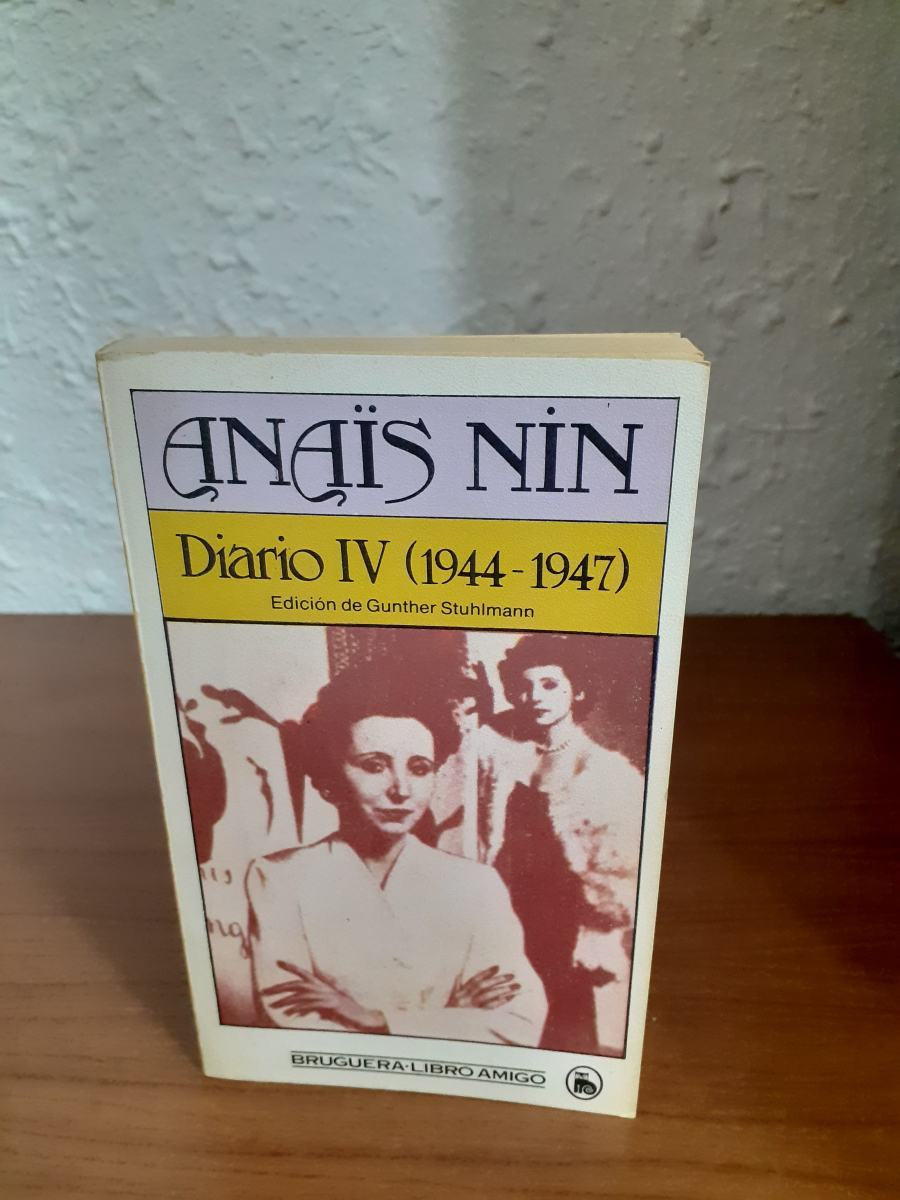 ANAÏS NIN
Diario IV (1944-1947)
Edición de Gunther Stuhlmann
BRUGUERA·LIBRO AMIGO